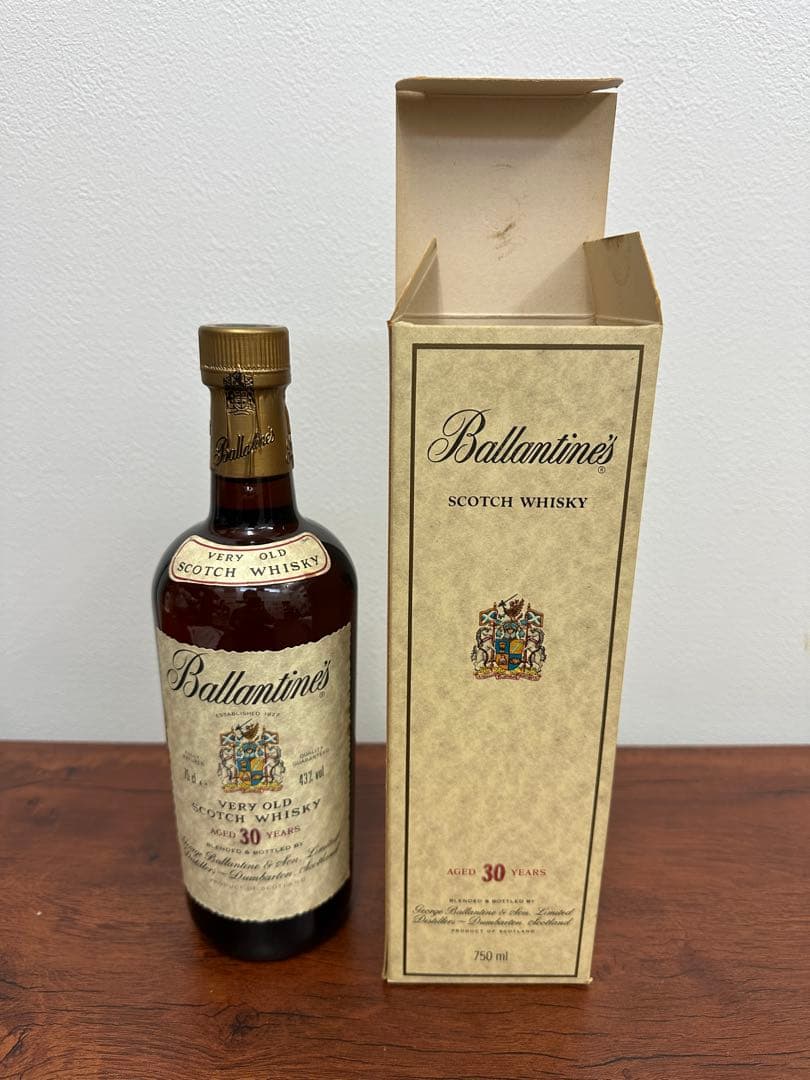 Ballantine's
VERY OLD
SCOTCH WHISKY
Ballantine's
ESTABLISHED 1827
QUALITY
GUARANTEED
75 cl
43% vol
VERY OLD
SCOTCH WHISKY
AGED 30 YEARS
BLENDED & BOTTLED BY
George Ballantine & Son, Limited
Distillers — Dumbarton, Scotland
PRODUCT OF SCOTLAND
Ballantine's®
SCOTCH WHISKY
AGED 30 YEARS
BLENDED & BOTTLED BY
George Ballantine & Son, Limited
Distillers — Dumbarton, Scotland
PRODUCT OF SCOTLAND
750 ml